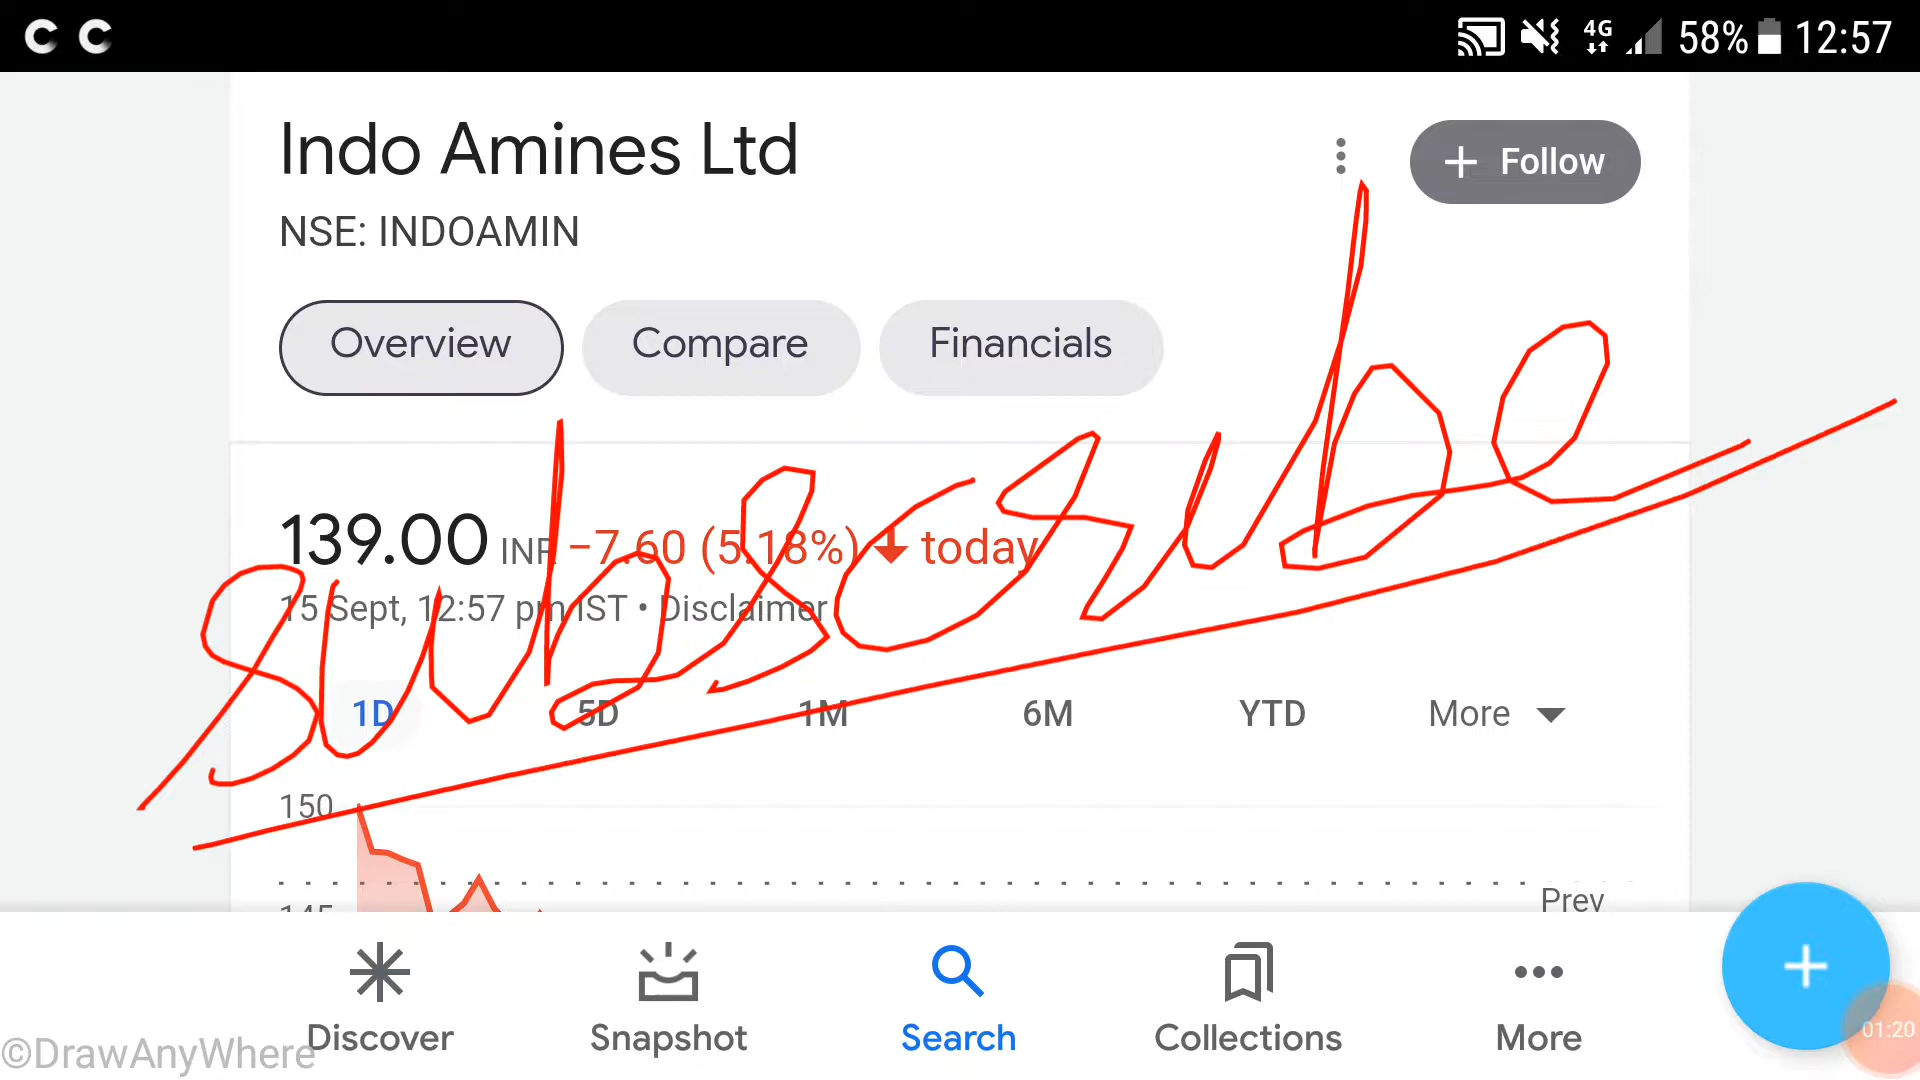 C C 4G 58% 12:57
Indo Amines Ltd
+ Follow
NSE: INDOAMIN
Overview Compare Financials
139.00 INR −7.60 (5.18%) ↓ today
15 Sept, 12:57 pm IST • Disclaimer
subscribe
1D 5D 1M 6M YTD More
150
145
Prev
Discover Snapshot Search Collections More
01:20
©DrawAnyWhere